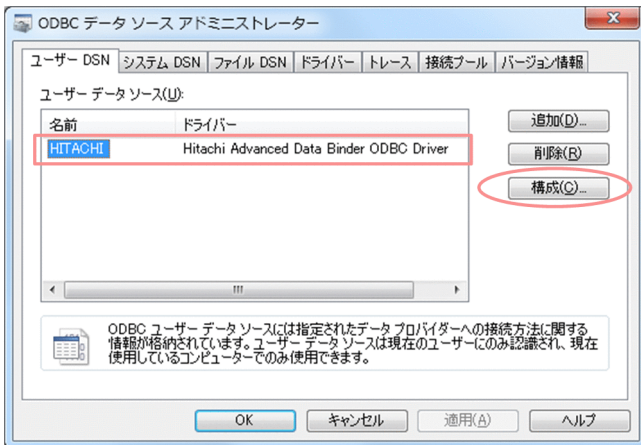 ODBC データ ソース アドミニストレーター
ユーザー DSN システム DSN ファイル DSN ドライバー トレース 接続プール バージョン情報
ユーザー データ ソース(U):
名前 ドライバー
HITACHI Hitachi Advanced Data Binder ODBC Driver
追加(D)...
削除(R)
構成(C)...
ODBC ユーザー データ ソースには指定されたデータ プロバイダーへの接続方法に関する
情報が格納されています。ユーザー データ ソースは現在のユーザーにのみ認識され、現在
使用しているコンピューターでのみ使用できます。
OK キャンセル 適用(A) ヘルプ